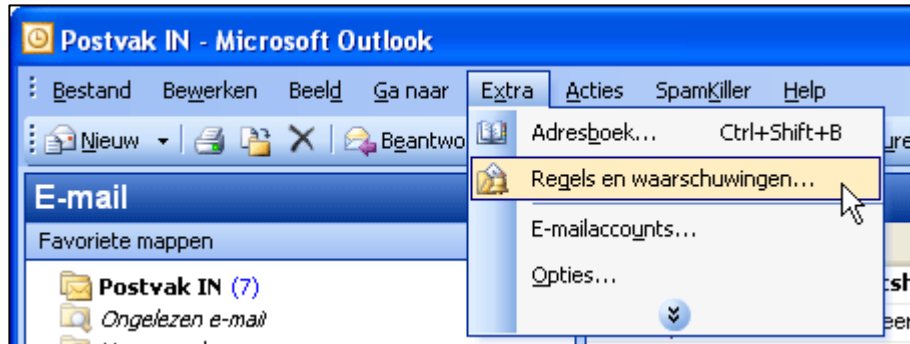 Postvak IN - Microsoft Outlook
Bestand Bewerken Beeld Ga naar Extra Acties SpamKiller Help
Nieuw
Adresboek... Ctrl+Shift+B
Regels en waarschuwingen...
E-mail
E-mailaccounts...
Favoriete mappen
Opties...
Postvak IN (7)
Ongelezen e-mail